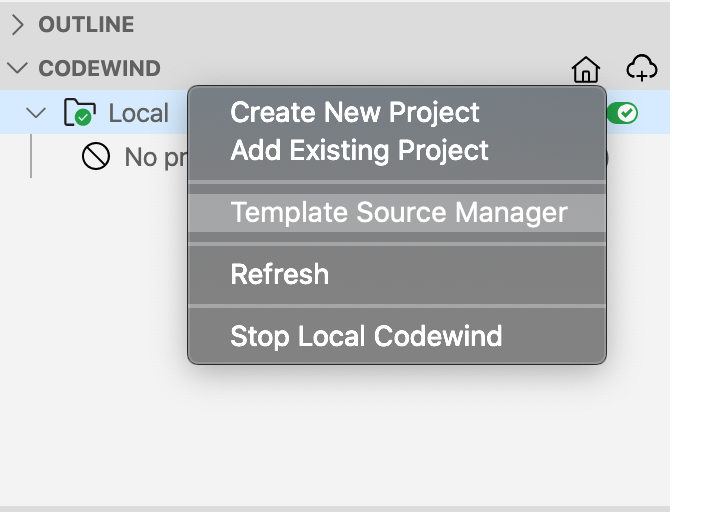 OUTLINE
CODEWIND
Local
Create New Project
Add Existing Project
No pr
Template Source Manager
Refresh
Stop Local Codewind